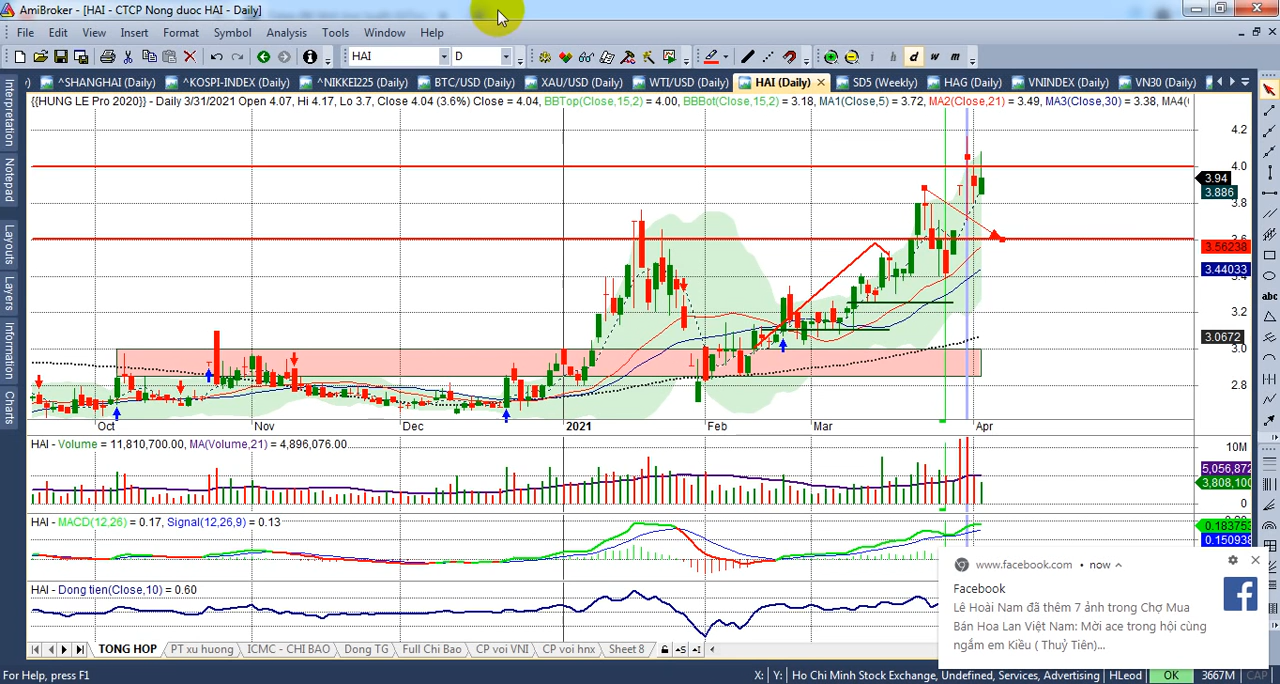 AmiBroker - [HAI - CTCP Nong duoc HAI - Daily]
File Edit View Insert Format Symbol Analysis Tools Window Help
HAI D i h d w m
^SHANGHAI (Daily) ^KOSPI-INDEX (Daily) ^NIKKEI225 (Daily) BTC/USD (Daily) XAU/USD (Daily) WTI/USD (Daily) HAI (Daily) SD5 (Weekly) HAG (Daily) VNINDEX (Daily) VN30 (Daily)
Interpretation
Notepad
Layouts
Layers
Information
Charts
{{HUNG LE Pro 2020}} - Daily 3/31/2021 Open 4.07, Hi 4.17, Lo 3.7, Close 4.04 (3.6%) Close = 4.04, BBTop(Close,15,2) = 4.00, BBBot(Close,15,2) = 3.18, MA1(Close,5) = 3.72, MA2(Close,21) = 3.49, MA3(Close,30) = 3.38, MA4(
4.2
4.0
3.94
3.886
3.8
3.56238
3.44033
3.2
3.0672
3.0
2.8
abc
Oct Nov Dec 2021 Feb Mar Apr
HAI - Volume = 11,810,700.00, MA(Volume,21) = 4,896,076.00
10M
5,056,872
3,808,100
0
HAI - MACD(12,26) = 0.17, Signal(12,26,9) = 0.13
0.183753
0.150938
HAI - Dong tien(Close,10) = 0.60
www.facebook.com • now
Facebook
Lê Hoài Nam đã thêm 7 ảnh trong Chợ Mua
Bán Hoa Lan Việt Nam: Mời ace trong hội cùng
ngắm em Kiều ( Thuỷ Tiên)...
TONG HOP PT xu huong ICMC - CHI BAO Dong TG Full Chi Bao CP voi VNI CP voi hnx Sheet 8
For Help, press F1 X: Y: Ho Chi Minh Stock Exchange, Undefined, Services, Advertising HLeod OK 3667M CAP